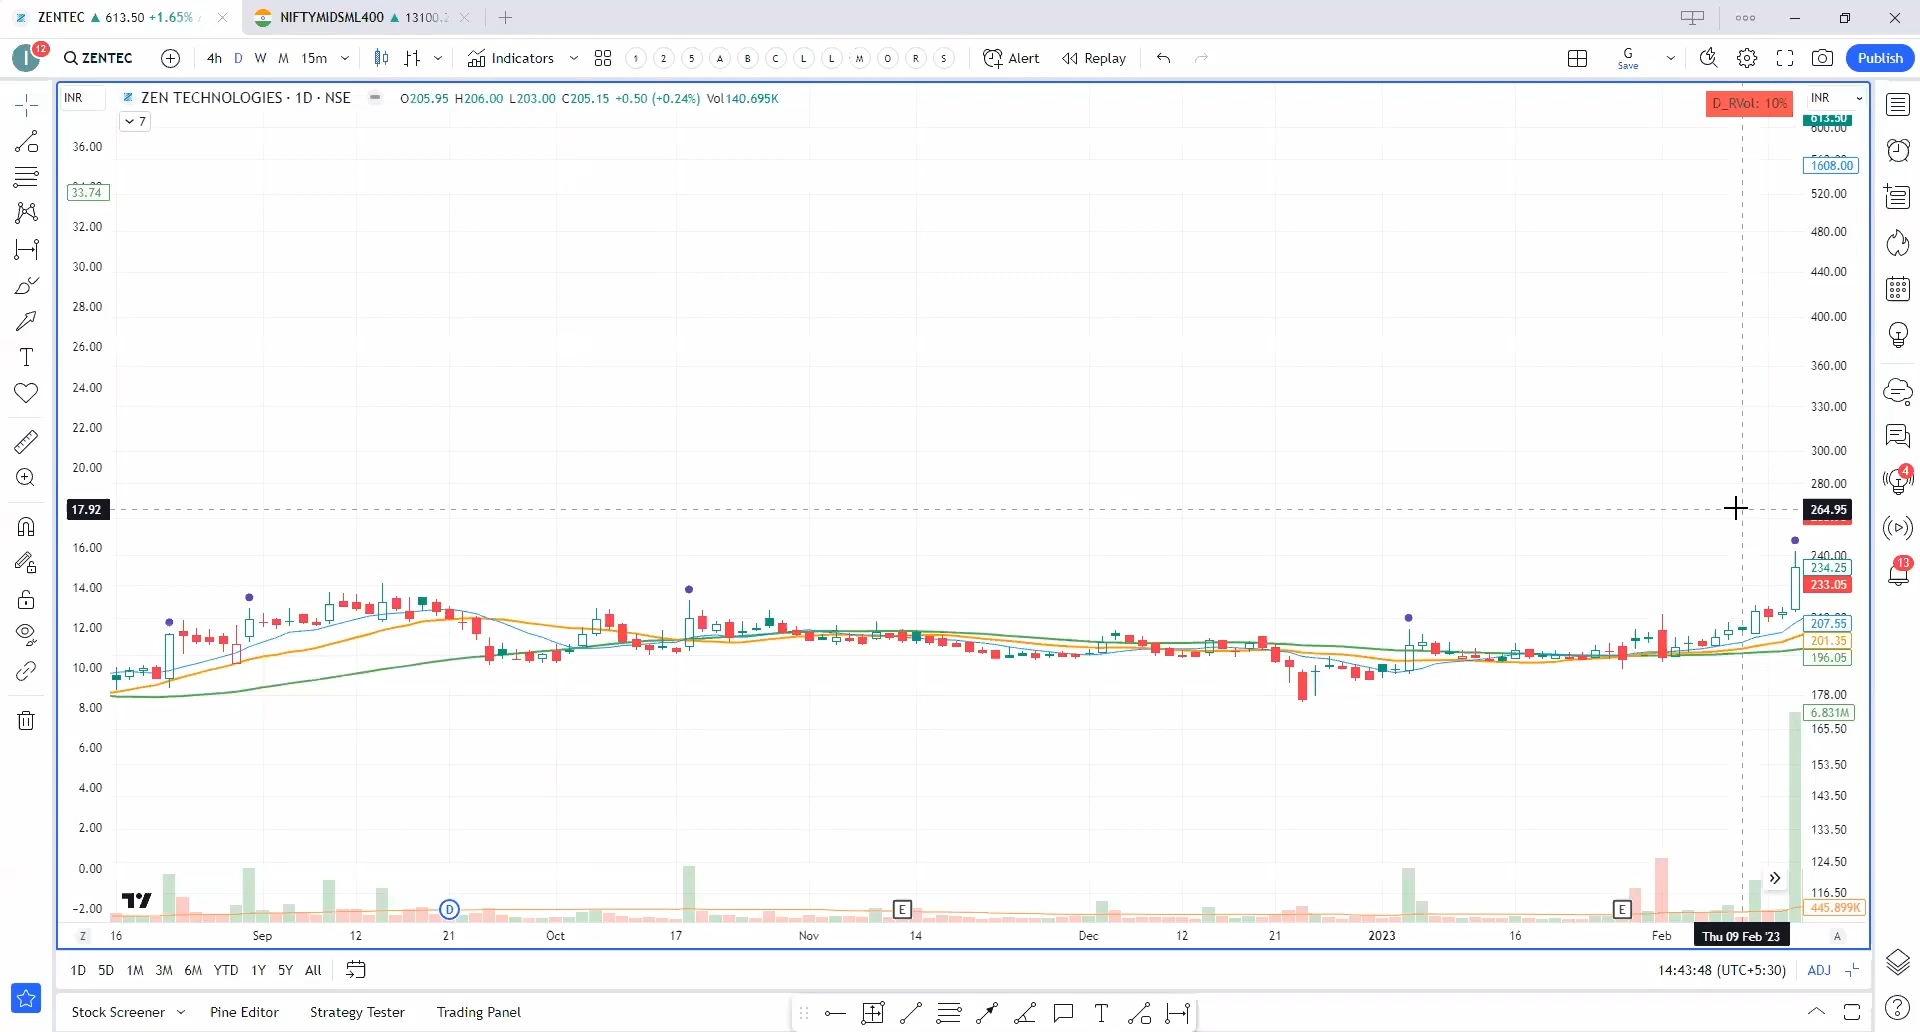 ZENTEC ▲ 613.50 +1.65%
NIFTYMIDSML400 ▲ 13100.
12
ZENTEC
4h D W M 15m
Indicators
1 2 5 A B C L L M O R S
Alert
Replay
G
Save
Publish
INR
ZEN TECHNOLOGIES · 1D · NSE
O205.95 H206.00 L203.00 C205.15 +0.50 (+0.24%) Vol140.695K
7
D_RVol: 10%
INR
36.00
33.74
32.00
30.00
28.00
26.00
24.00
22.00
20.00
17.92
16.00
14.00
12.00
10.00
8.00
6.00
4.00
2.00
0.00
-2.00
613.50
600.00
1608.00
520.00
480.00
440.00
400.00
360.00
330.00
300.00
280.00
264.95
240.00
234.25
233.05
207.55
201.35
196.05
178.00
6.831M
165.50
153.50
143.50
133.50
124.50
116.50
445.899K
4
13
D
E
E
Z 16 Sep 12 21 Oct 17 Nov 14 Dec 12 21 2023 16 Feb Thu 09 Feb '23 A
1D 5D 1M 3M 6M YTD 1Y 5Y All
14:43:48 (UTC+5:30) ADJ
Stock Screener Pine Editor Strategy Tester Trading Panel